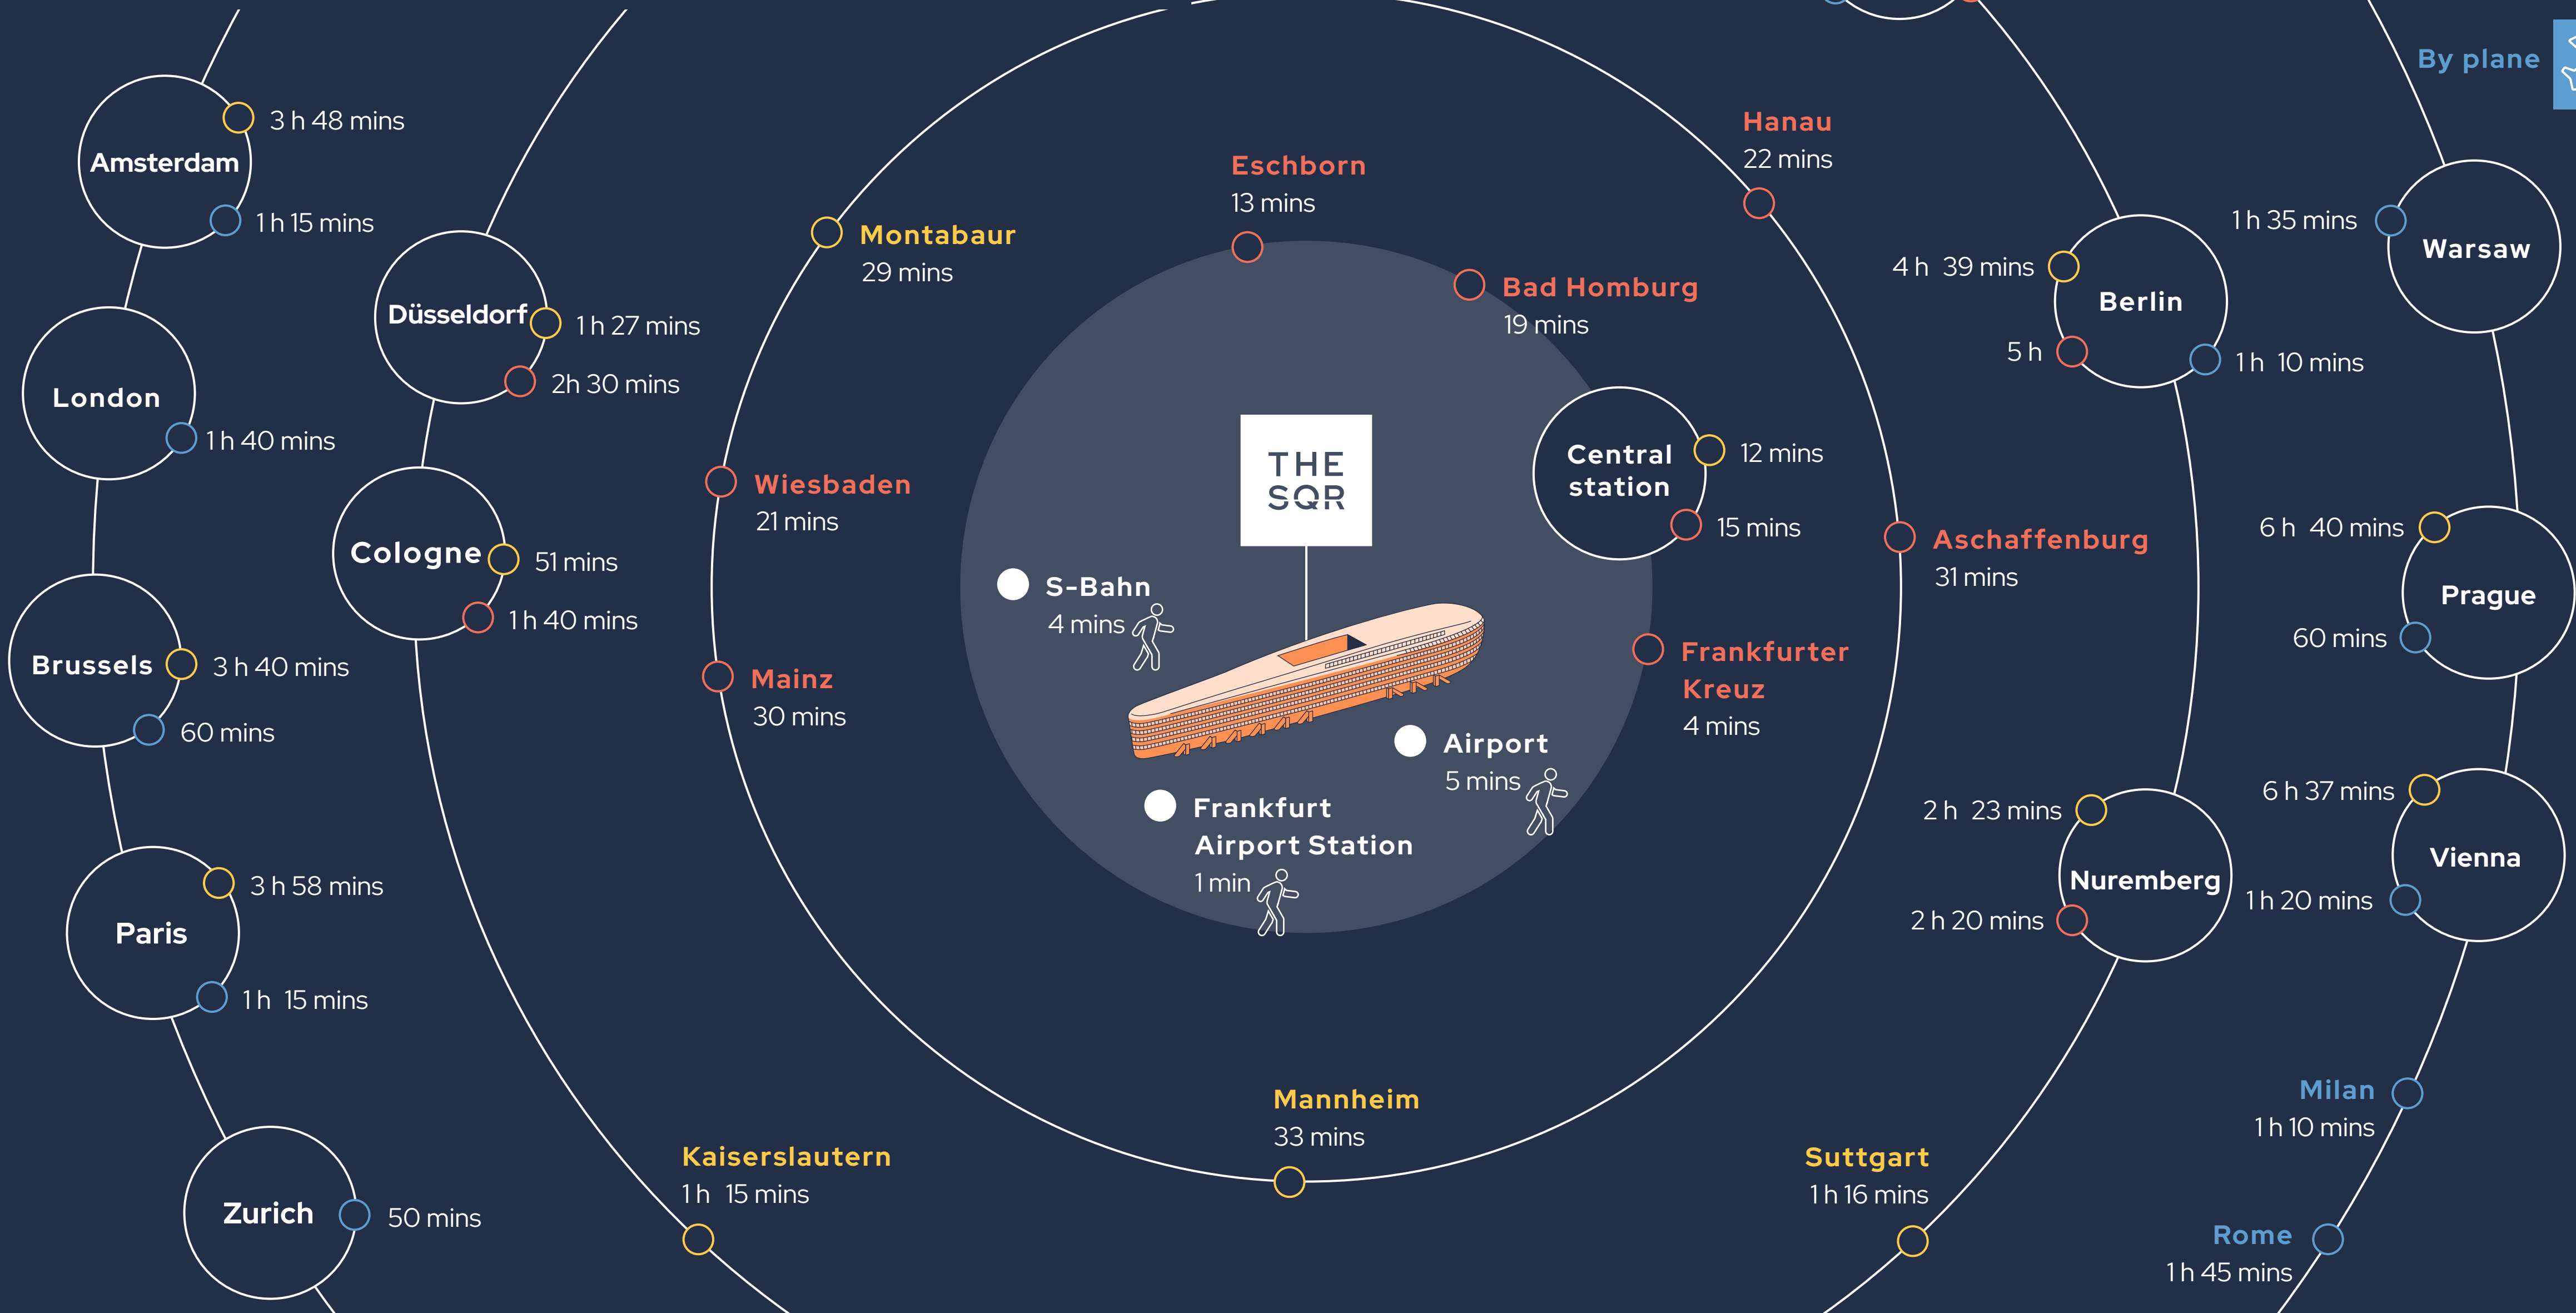 By plane
Amsterdam
3 h 48 mins
1 h 15 mins
London
1 h 40 mins
Brussels
3 h 40 mins
60 mins
Paris
3 h 58 mins
1 h 15 mins
Zurich
50 mins
Düsseldorf
1 h 27 mins
2h 30 mins
Cologne
51 mins
1 h 40 mins
Kaiserslautern
1 h 15 mins
Montabaur
29 mins
Wiesbaden
21 mins
Mainz
30 mins
Eschborn
13 mins
Bad Homburg
19 mins
THE
SQR
Central
station
12 mins
15 mins
S-Bahn
4 mins
Frankfurter
Kreuz
4 mins
Airport
5 mins
Frankfurt
Airport Station
1 min
Mannheim
33 mins
Hanau
22 mins
Aschaffenburg
31 mins
Berlin
4 h 39 mins
5 h
1 h 10 mins
Nuremberg
2 h 23 mins
2 h 20 mins
Suttgart
1 h 16 mins
Warsaw
1 h 35 mins
Prague
6 h 40 mins
60 mins
Vienna
6 h 37 mins
1 h 20 mins
Milan
1 h 10 mins
Rome
1 h 45 mins